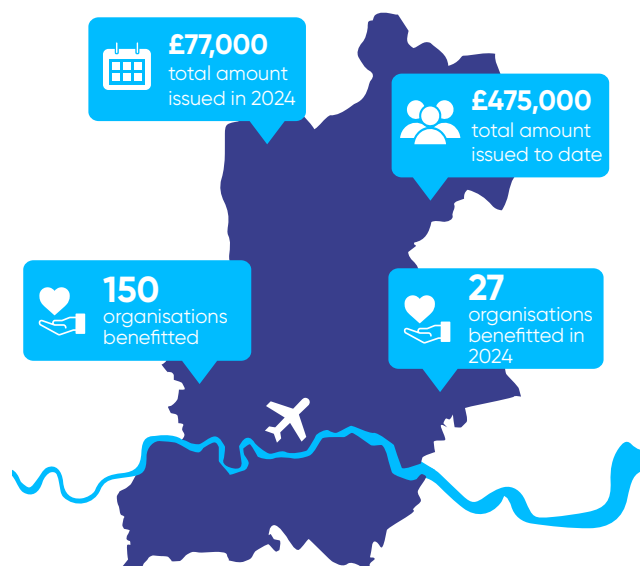 £77,000
total amount
issued in 2024
£475,000
total amount
issued to date
150
organisations
benefitted
27
organisations
benefitted in
2024